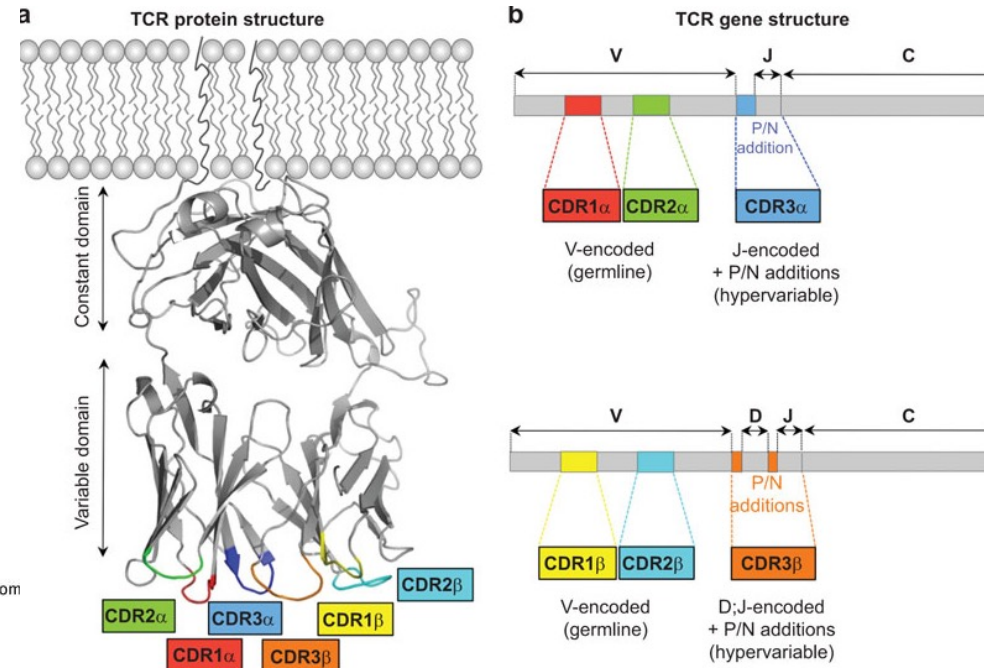 a
TCR protein structure
Constant domain
Variable domain
om
CDR2α
CDR1α
CDR3α
CDR3β
CDR1β
CDR2β
b
TCR gene structure
V
J
C
P/N
addition
CDR1α
CDR2α
CDR3α
V-encoded
(germline)
J-encoded
+ P/N additions
(hypervariable)
V
D
J
C
P/N
additions
CDR1β
CDR2β
CDR3β
V-encoded
(germline)
D;J-encoded
+ P/N additions
(hypervariable)